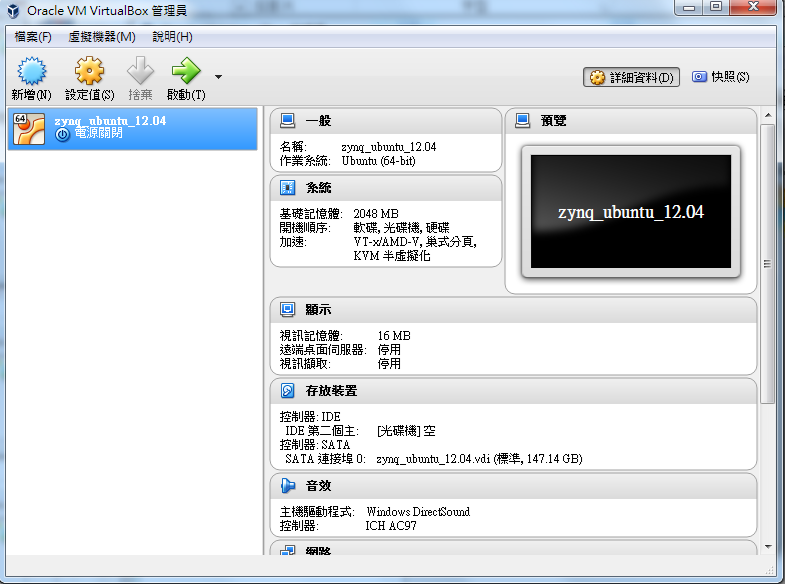 Oracle VM VirtualBox 管理員
檔案(F) 虛擬機器(M) 說明(H)
新增(N) 設定值(S) 捨棄 啟動(T) 詳細資料(D) 快照(S)
64 zynq_ubuntu_12.04
電源關閉
一般
名稱: zynq_ubuntu_12.04
作業系統: Ubuntu (64-bit)
系統
基礎記憶體: 2048 MB
開機順序: 軟碟, 光碟機, 硬碟
加速: VT-x/AMD-V, 巢式分頁,
KVM 半虛擬化
預覽
zynq_ubuntu_12.04
顯示
視訊記憶體: 16 MB
遠端桌面伺服器: 停用
視訊擷取: 停用
存放裝置
控制器: IDE
IDE 第二個主: [光碟機] 空
控制器: SATA
SATA 連接埠 0: zynq_ubuntu_12.04.vdi (標準, 147.14 GB)
音效
主機驅動程式: Windows DirectSound
控制器: ICH AC97
網路